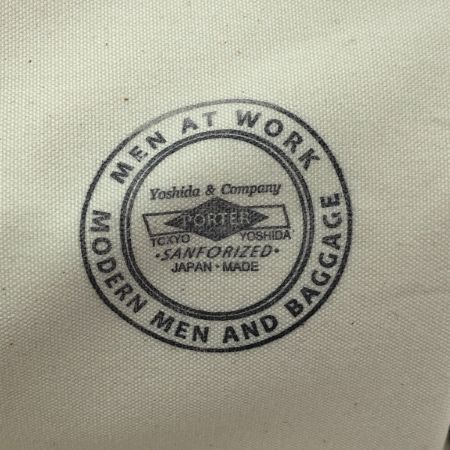 MEN AT WORK
Yoshida & Company
PORTER
TOKYO YOSHIDA
·SANFORIZED·
JAPAN·MADE
MODERN MEN AND BAGGAGE